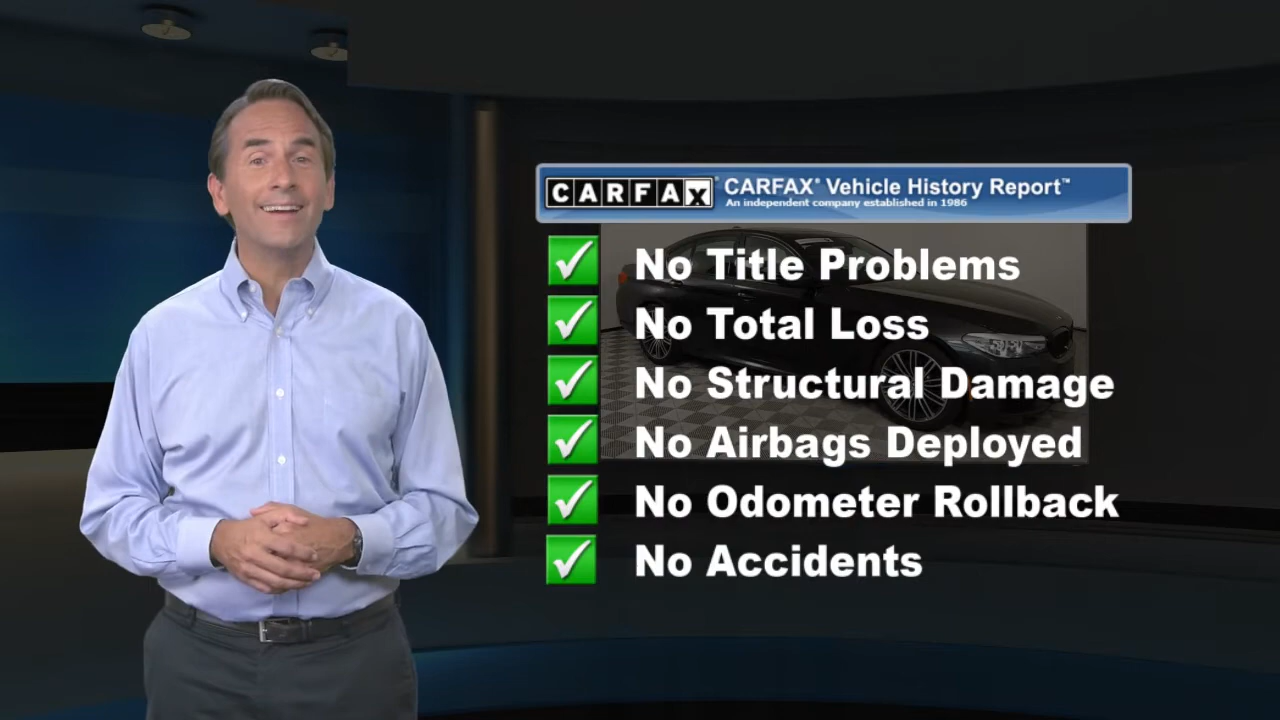 CARFAX® CARFAX® Vehicle History Report™
An independent company established in 1986
No Title Problems
No Total Loss
No Structural Damage
No Airbags Deployed
No Odometer Rollback
No Accidents